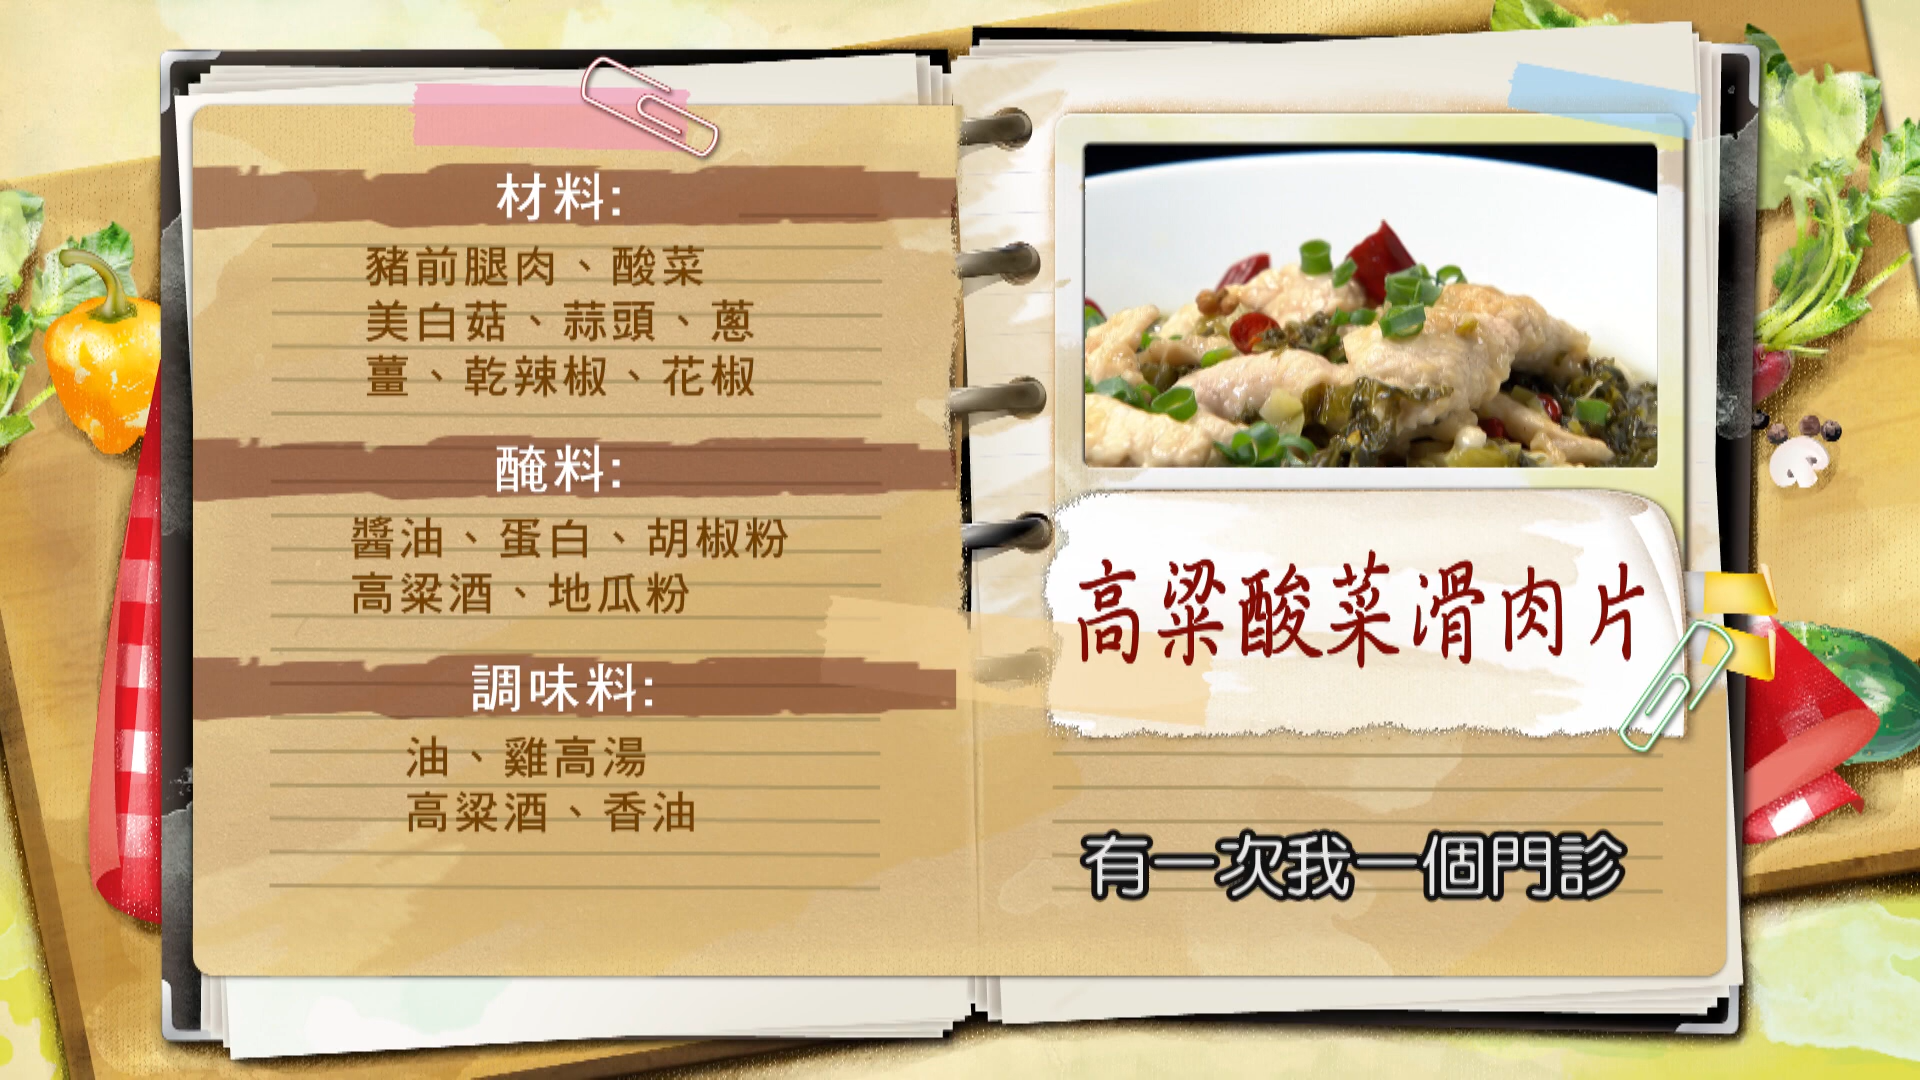 材料:
豬前腿肉、酸菜
美白菇、蒜頭、蔥
薑、乾辣椒、花椒
醃料:
醬油、蛋白、胡椒粉
高粱酒、地瓜粉
調味料:
油、雞高湯
高粱酒、香油
高粱酸菜滑肉片
有一次我一個門診